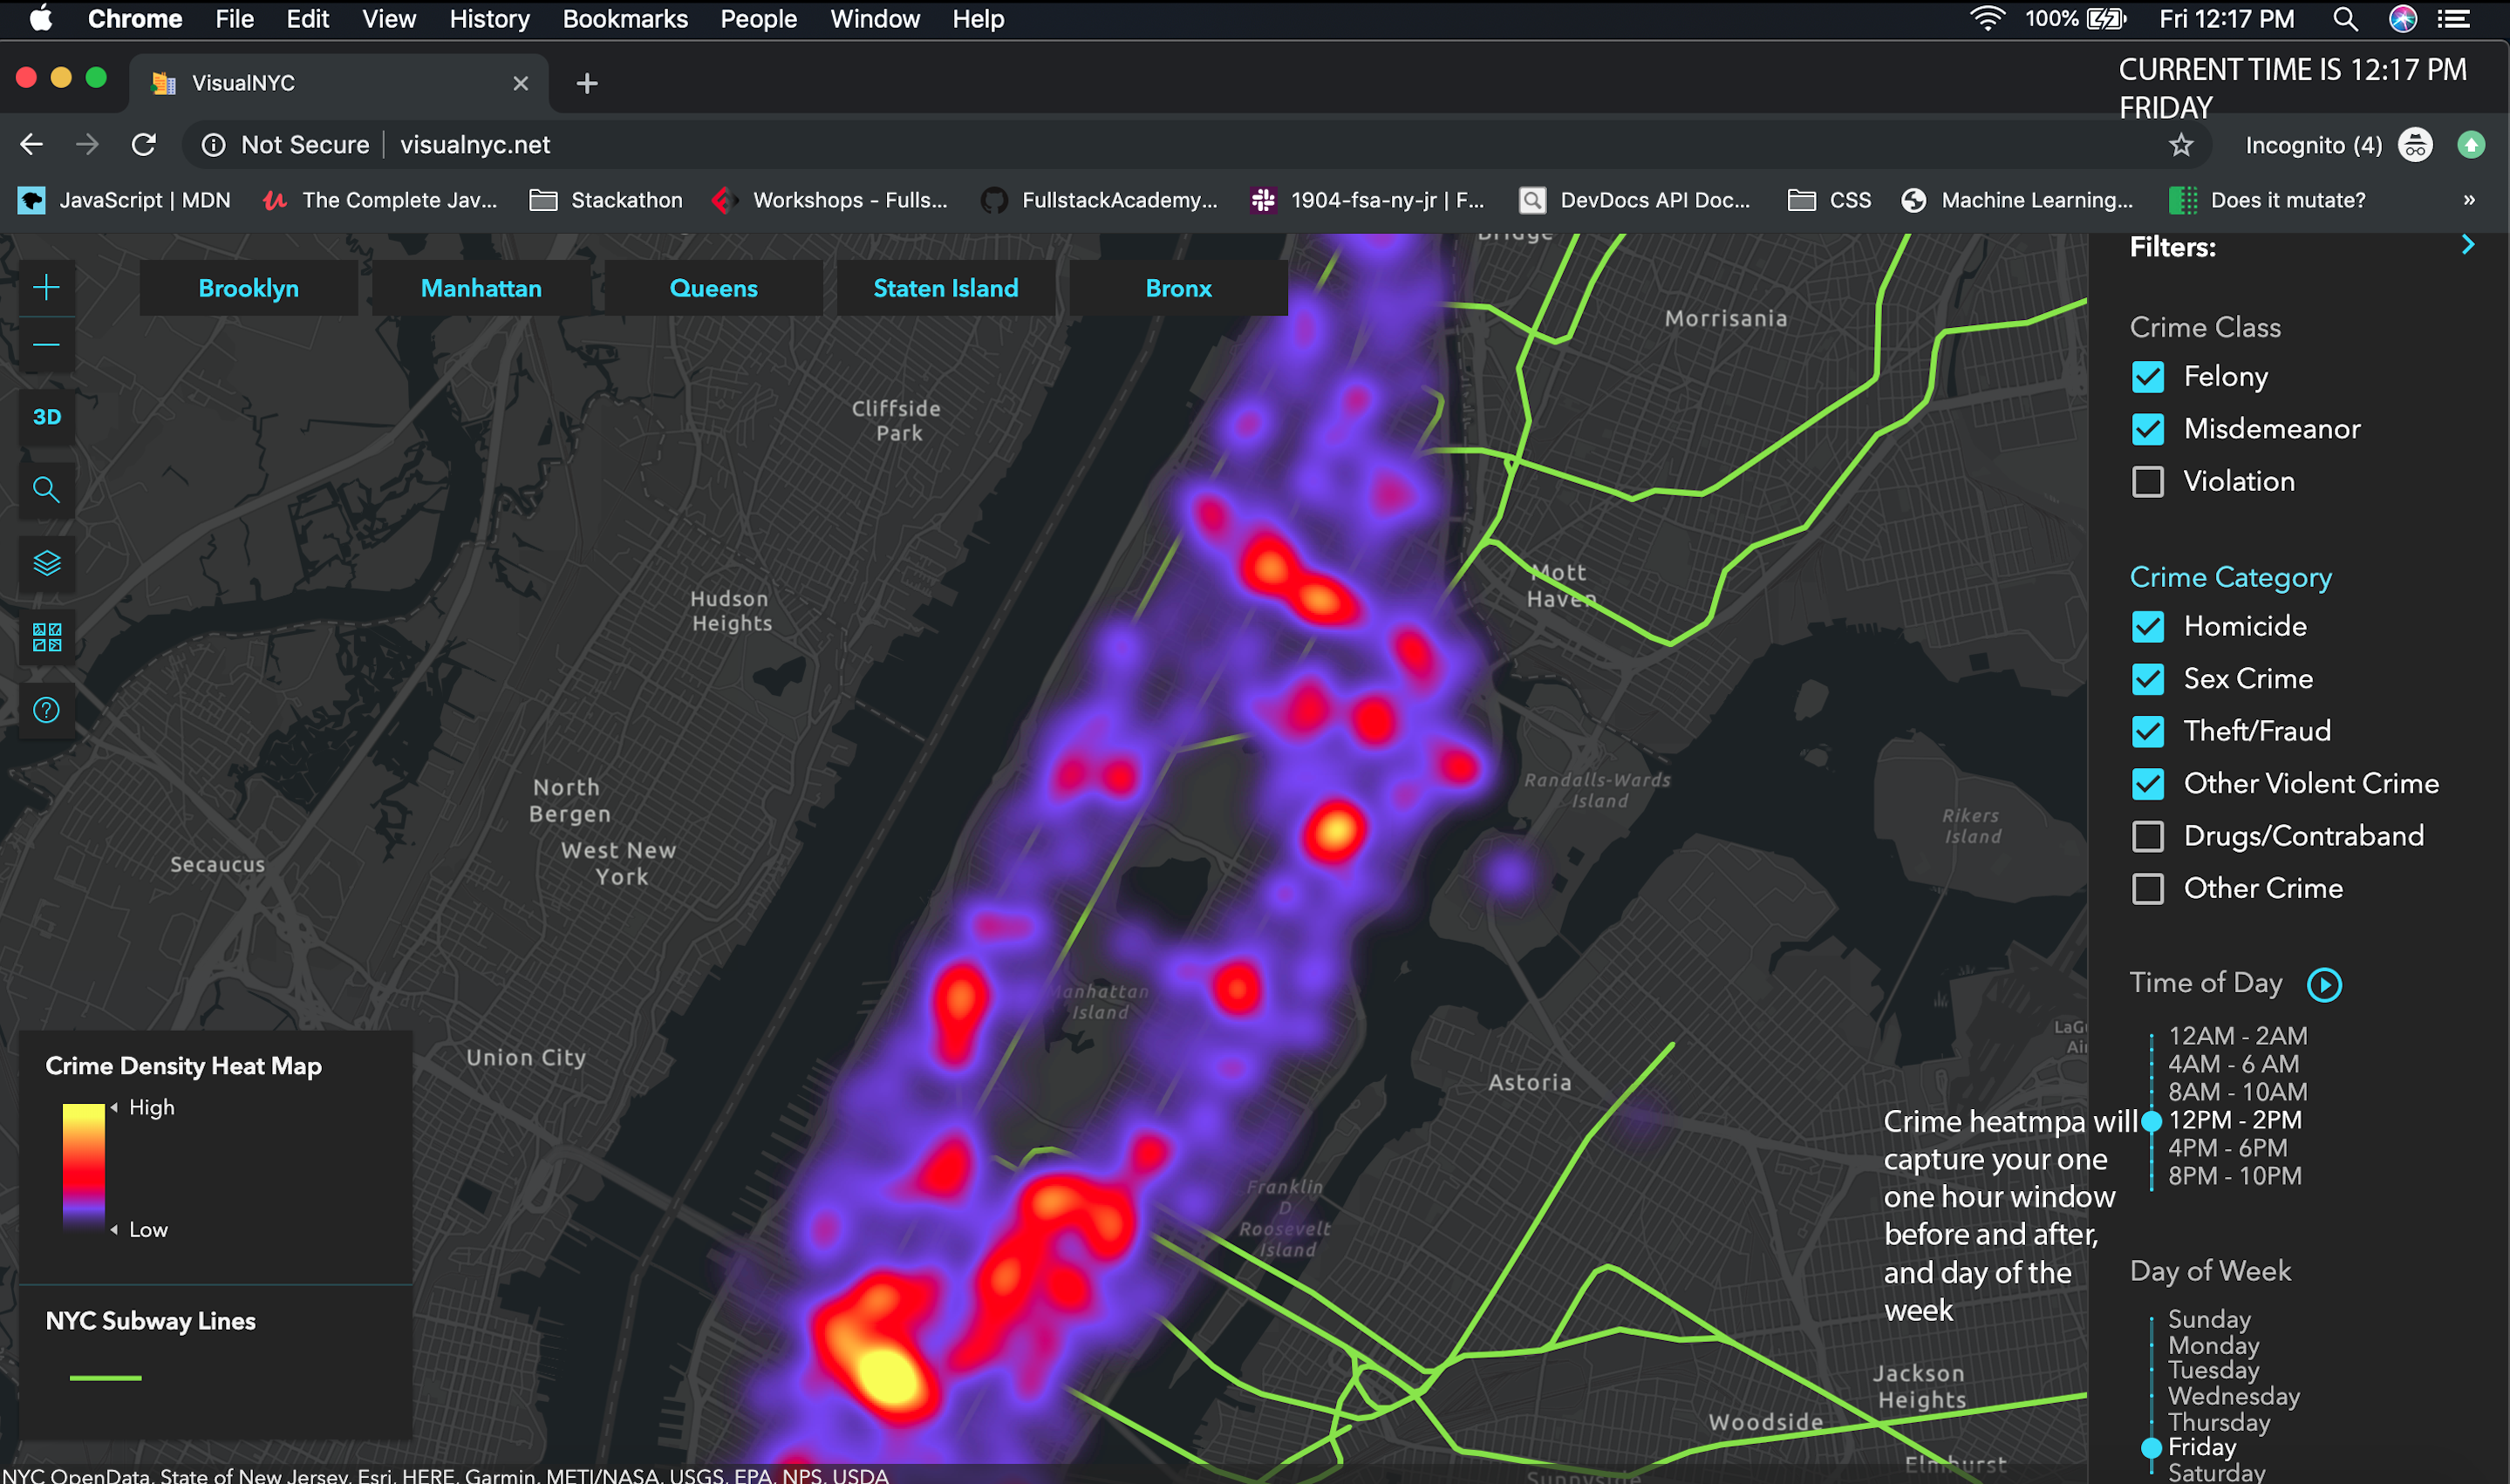 Chrome File Edit View History Bookmarks People Window Help 100% Fri 12:17 PM
VisualNYC
CURRENT TIME IS 12:17 PM
FRIDAY
Not Secure visualnyc.net Incognito (4)
JavaScript | MDN The Complete Jav... Stackathon Workshops - Fulls... FullstackAcademy... 1904-fsa-ny-jr | F... DevDocs API Doc... CSS Machine Learning... Does it mutate? »
Brooklyn Manhattan Queens Staten Island Bronx
3D
Bridge
Morrisania
Cliffside
Park
Mott
Haven
Hudson
Heights
Randalls-Wards
Island
Rikers
Island
North
Bergen
West New
York
Secaucus
Manhattan
Island
Union City
Astoria
LaGu
Air
Franklin
D
Roosevelt
Island
Jackson
Heights
Woodside
Elmhurst
Sunnyside
Crime Density Heat Map
High
Low
NYC Subway Lines
NYC OpenData, State of New Jersey, Esri, HERE, Garmin, METI/NASA, USGS, EPA, NPS, USDA
Crime heatmpa will
capture your one
one hour window
before and after,
and day of the
week
Filters:
Crime Class
Felony
Misdemeanor
Violation
Crime Category
Homicide
Sex Crime
Theft/Fraud
Other Violent Crime
Drugs/Contraband
Other Crime
Time of Day
12AM - 2AM
4AM - 6 AM
8AM - 10AM
12PM - 2PM
4PM - 6PM
8PM - 10PM
Day of Week
Sunday
Monday
Tuesday
Wednesday
Thursday
Friday
Saturday